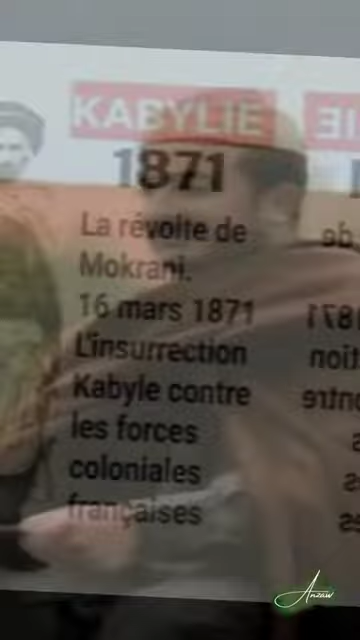 KABYLIE
1871
La révolte de
Mokrani.
16 mars 1871
L'insurrection
Kabyle contre
les forces
coloniales
françaises
Anzaw